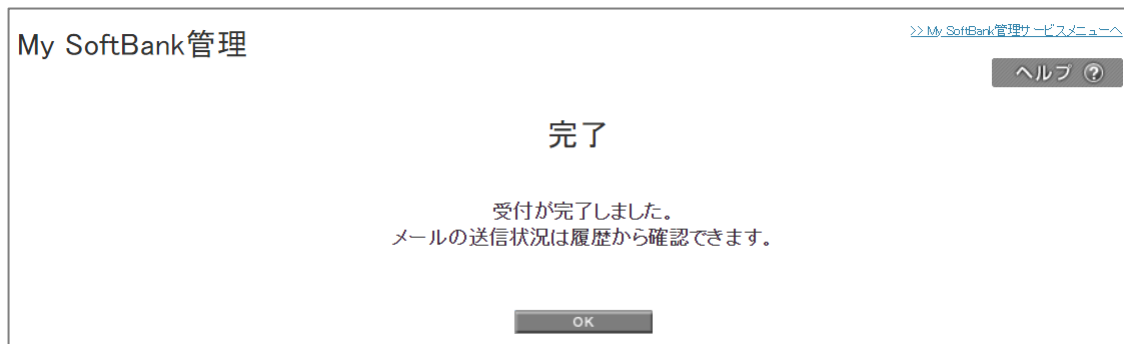 My SoftBank管理
>> My SoftBank管理サービスメニューへ
ヘルプ ?
完了
受付が完了しました。
メールの送信状況は履歴から確認できます。
OK